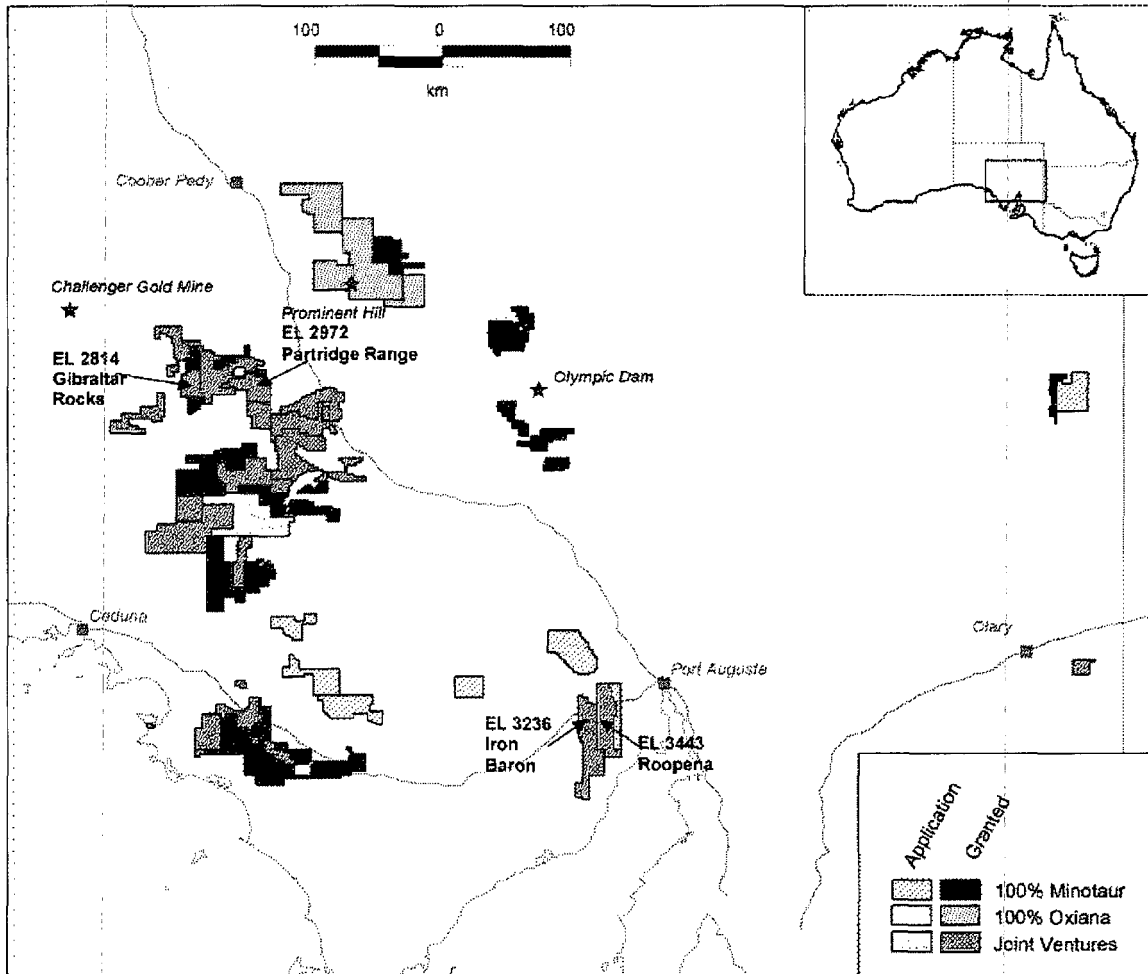 100 0 100
km
Coober Pedy
Challenger Gold Mine
Prominent Hill
EL 2972
Partridge Range
EL 2814
Gibraltar
Rocks
Olympic Dam
Ceduna
Olary
Port Augusta
EL 3236
Iron
Baron
EL 3443
Roopena
Application
Granted
100% Minotaur
100% Oxiana
Joint Ventures